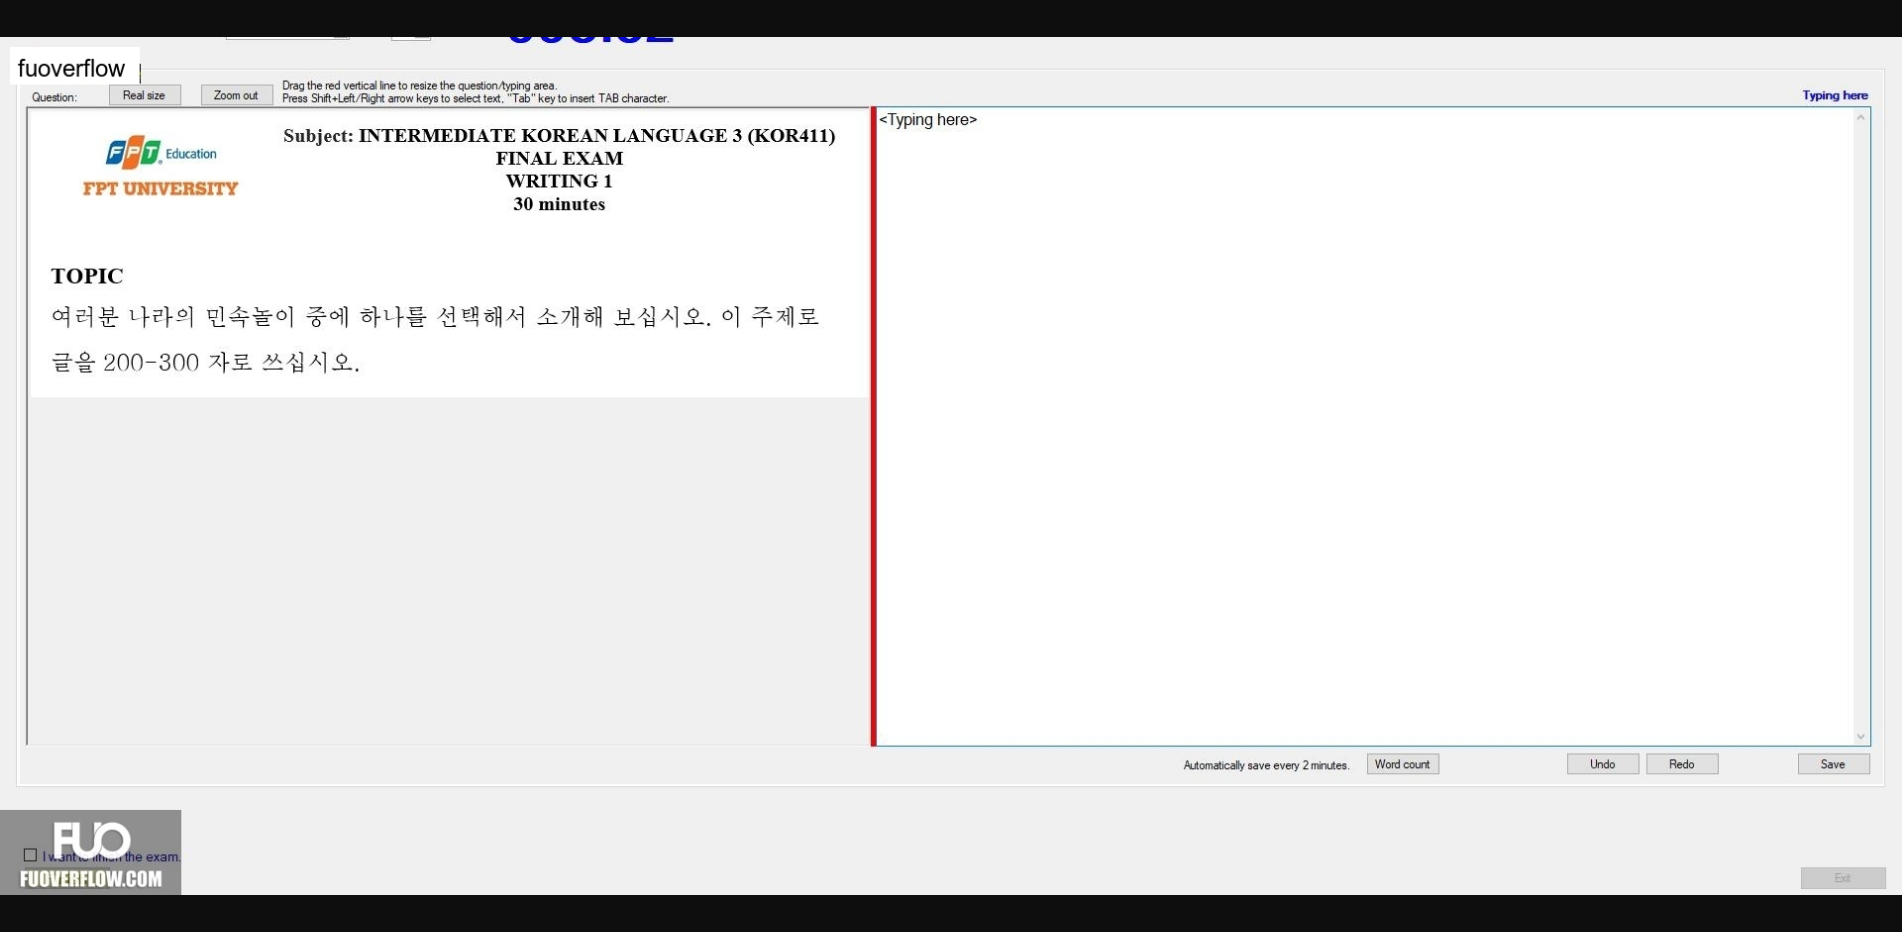 fuoverflow
Question:
Real size
Zoom out
Drag the red vertical line to resize the question/typing area.
Press Shift+Left/Right arrow keys to select text, "Tab" key to insert TAB character.
Typing here
FPT Education
FPT UNIVERSITY
Subject: INTERMEDIATE KOREAN LANGUAGE 3 (KOR411)
FINAL EXAM
WRITING 1
30 minutes
TOPIC
여러분 나라의 민속놀이 중에 하나를 선택해서 소개해 보십시오. 이 주제로
글을 200-300 자로 쓰십시오.
<Typing here>
Automatically save every 2 minutes.
Word count
Undo
Redo
Save
FUO
I want to finish the exam.
FUOVERFLOW.COM
Exit